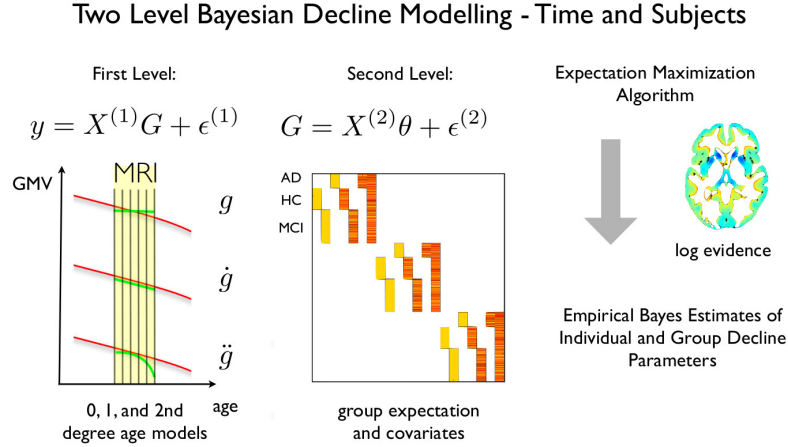 Two Level Bayesian Decline Modelling - Time and Subjects
First Level:
y = X⁽¹⁾G + ϵ⁽¹⁾
MRI
GMV
g
ġ
g̈
age
0, 1, and 2nd
degree age models
Second Level:
G = X⁽²⁾θ + ϵ⁽²⁾
AD
HC
MCI
group expectation
and covariates
Expectation Maximization
Algorithm
log evidence
Empirical Bayes Estimates of
Individual and Group Decline
Parameters